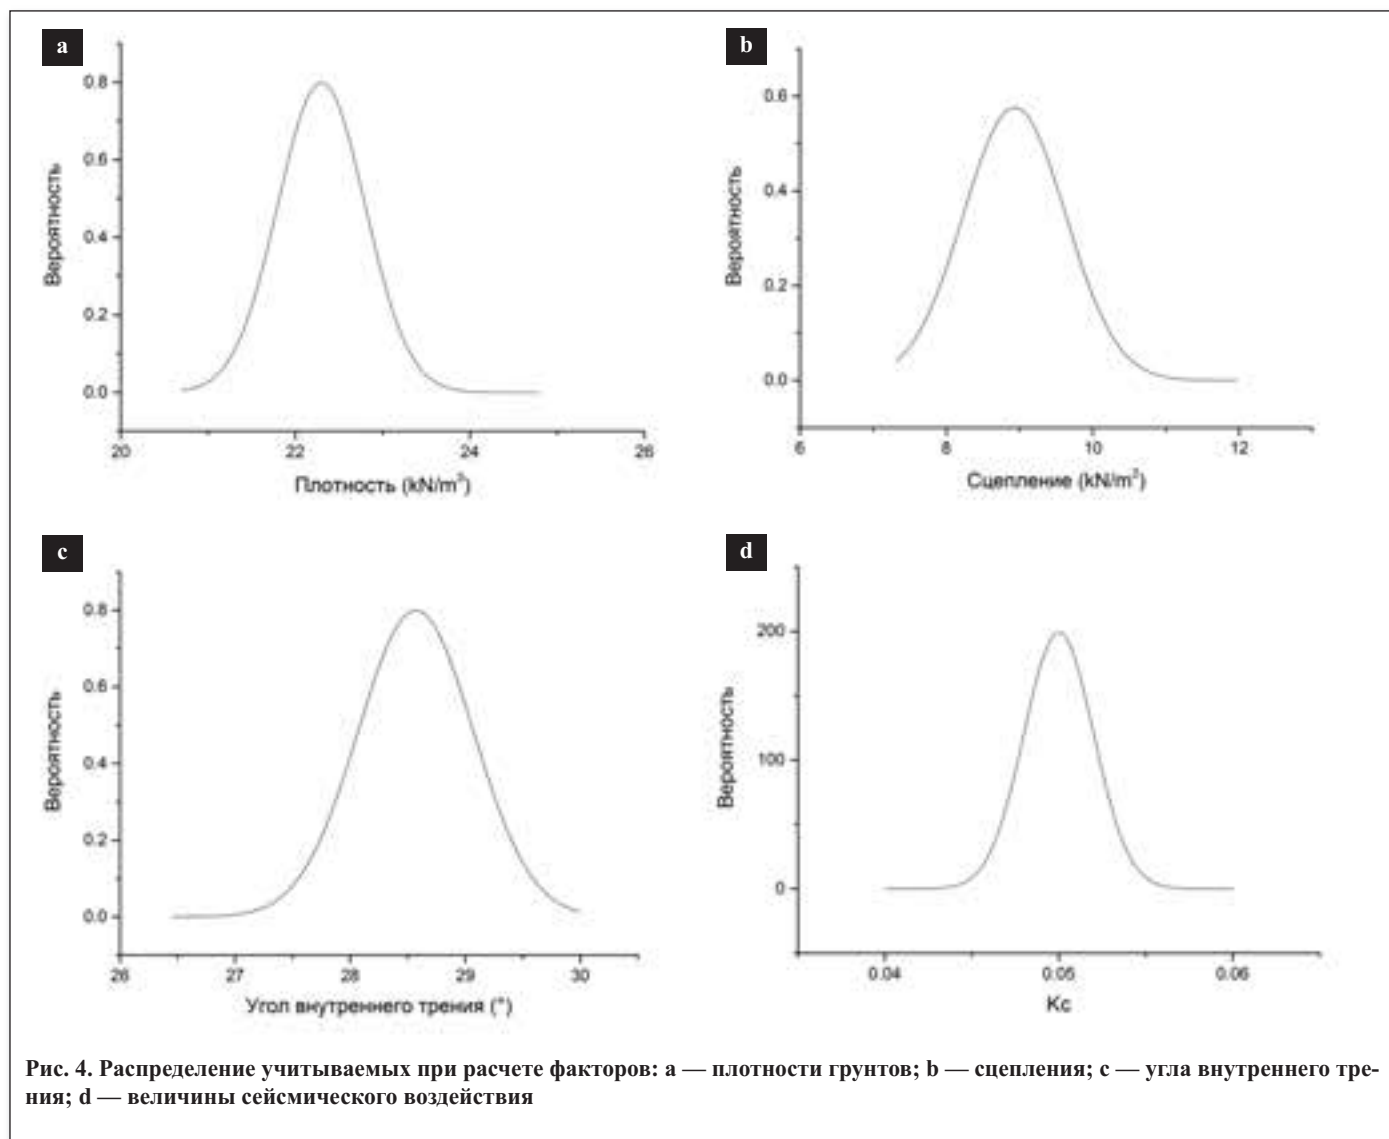 a
0.8
0.6
0.4
0.2
0.0
Вероятность
20
22
24
26
Плотность (kN/m³)
b
0.6
0.4
0.2
0.0
Вероятность
6
8
10
12
Сцепление (kN/m²)
c
0.8
0.6
0.4
0.2
0.0
Вероятность
26
27
28
29
30
Угол внутреннего трения (°)
d
200
100
0
Вероятность
0.04
0.05
0.06
Kc
Рис. 4. Распределение учитываемых при расчете факторов: a — плотности грунтов; b — сцепления; c — угла внутреннего тре-
ния; d — величины сейсмического воздействия